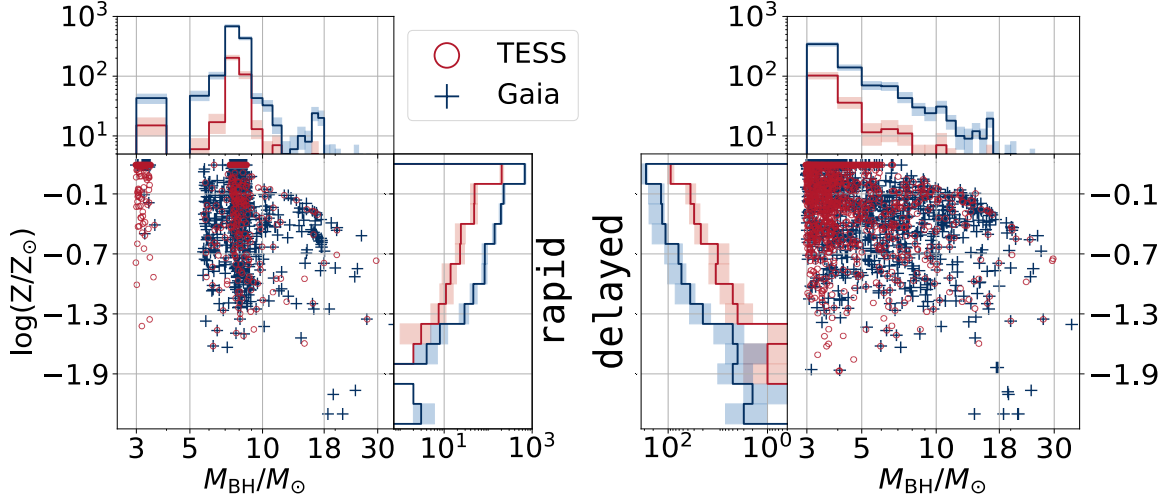 10³
10²
10¹
TESS
Gaia
10³
10²
10¹
log(Z/Z⊙)
−0.1
−0.7
−1.3
−1.9
rapid
delayed
−0.1
−0.7
−1.3
−1.9
3 5 10 18 30
10¹ 10³
10² 10⁰
3 5 10 18 30
M_BH/M⊙
M_BH/M⊙